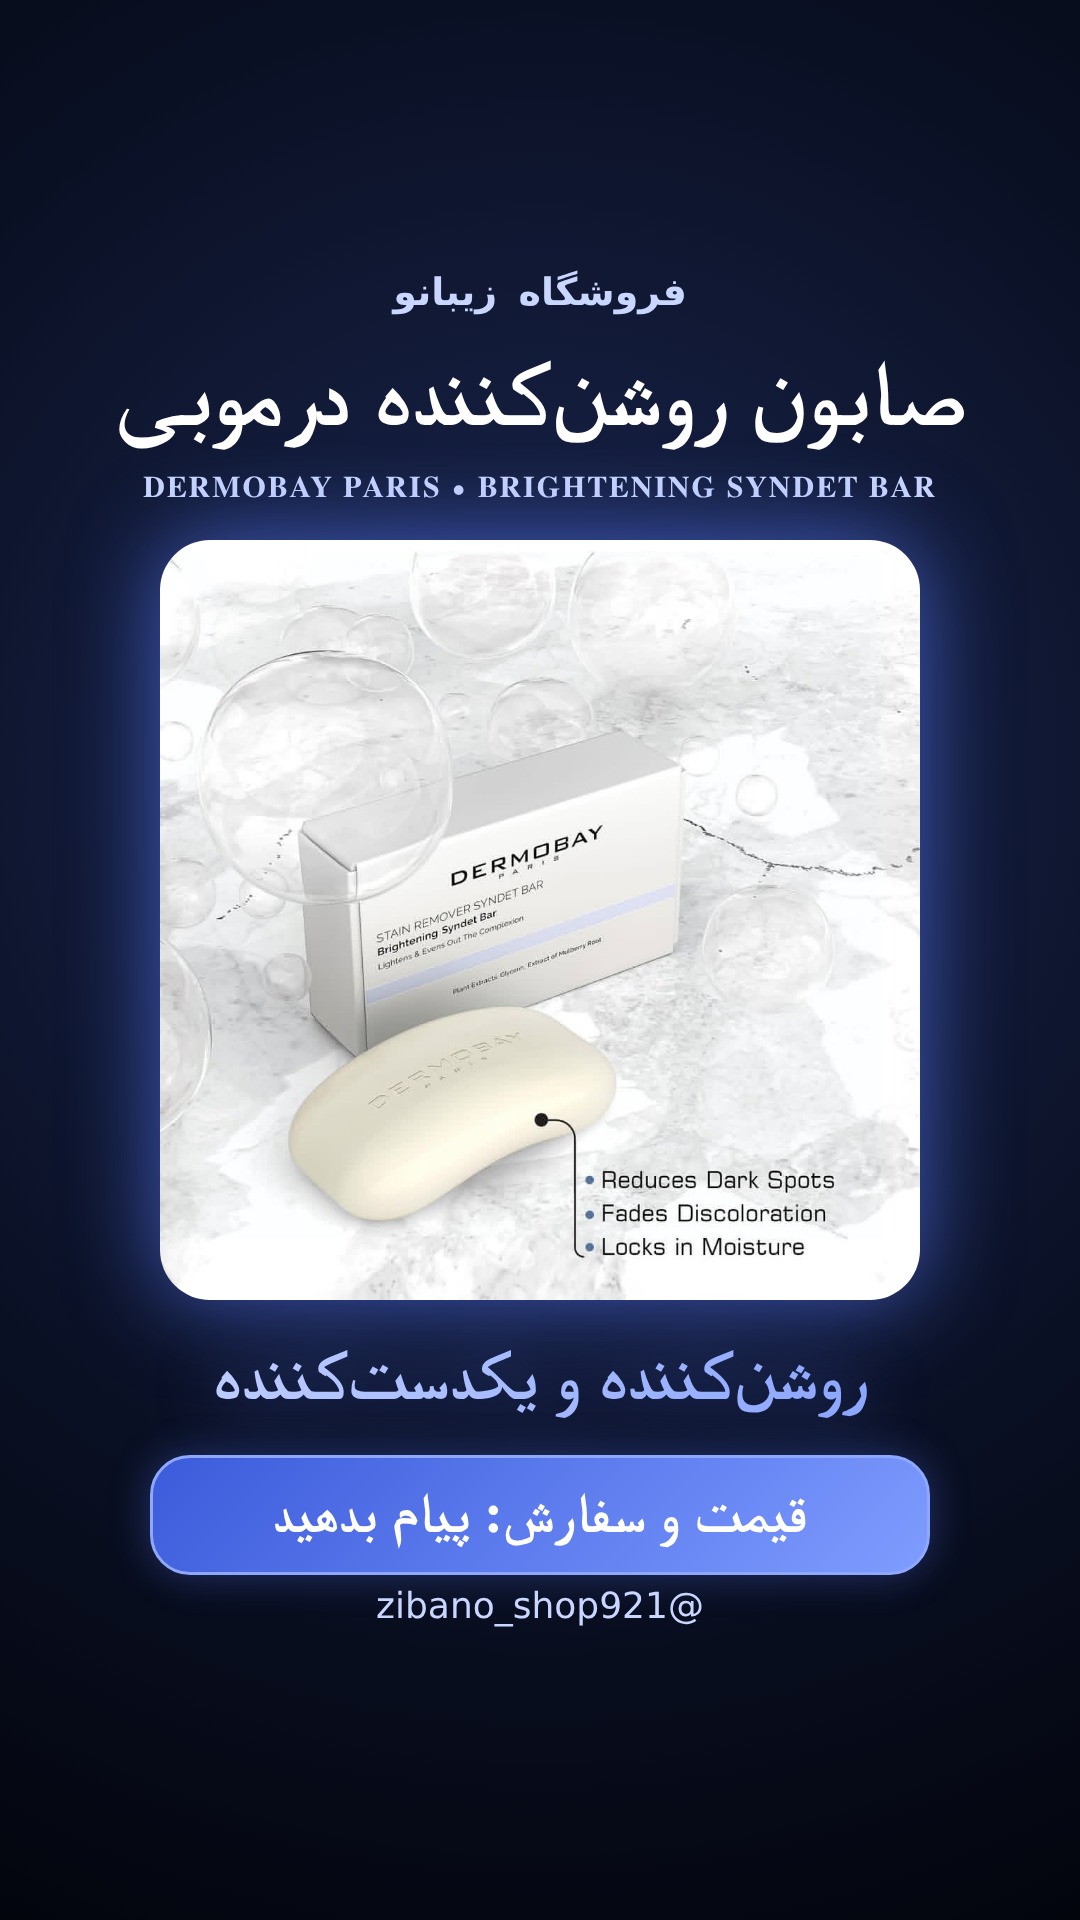 فروشگاه زیبانو
صابون روشن‌کننده درموبی
DERMOBAY PARIS • BRIGHTENING SYNDET BAR
DERMOBAY
PARIS
STAIN REMOVER SYNDET BAR
Brightening Syndet Bar
Lightens & Evens Out The Complexion
Plant Extracts, Glycerin, Extract of Mulberry Root
DERMOBAY
PARIS
• Reduces Dark Spots
• Fades Discoloration
• Locks in Moisture
روشن‌کننده و یکدست‌کننده
قیمت و سفارش: پیام بدهید
zibano_shop921@